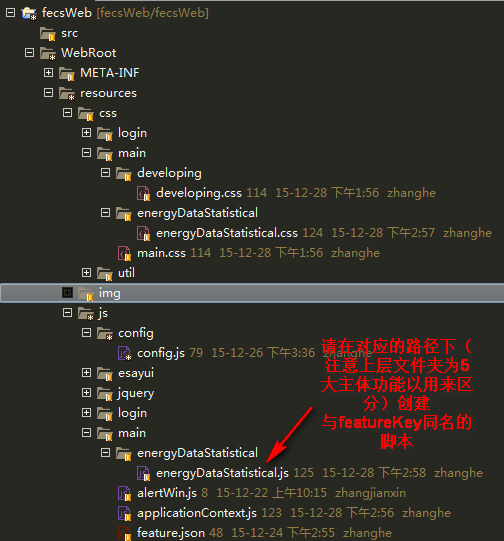 fecsWeb [fecsWeb/fecsWeb]
src
WebRoot
META-INF
resources
css
login
main
developing
developing.css 114 15-12-28 下午1:56 zhanghe
energyDataStatistical
energyDataStatistical.css 124 15-12-28 下午2:57 zhanghe
main.css 114 15-12-28 下午1:56 zhanghe
util
img
js
config
config.js 79 15-12-26 下午3:36 zhanghe
esayui
jquery
login
main
energyDataStatistical
energyDataStatistical.js 125 15-12-28 下午2:58 zhanghe
alertWin.js 8 15-12-22 上午10:15 zhangjianxin
applicationContext.js 123 15-12-28 下午2:56 zhanghe
feature.json 48 15-12-24 下午2:55 zhanghe
请在对应的路径下（
注意上层文件夹为5
大主体功能以用来区
分）创建
与featureKey同名的
脚本